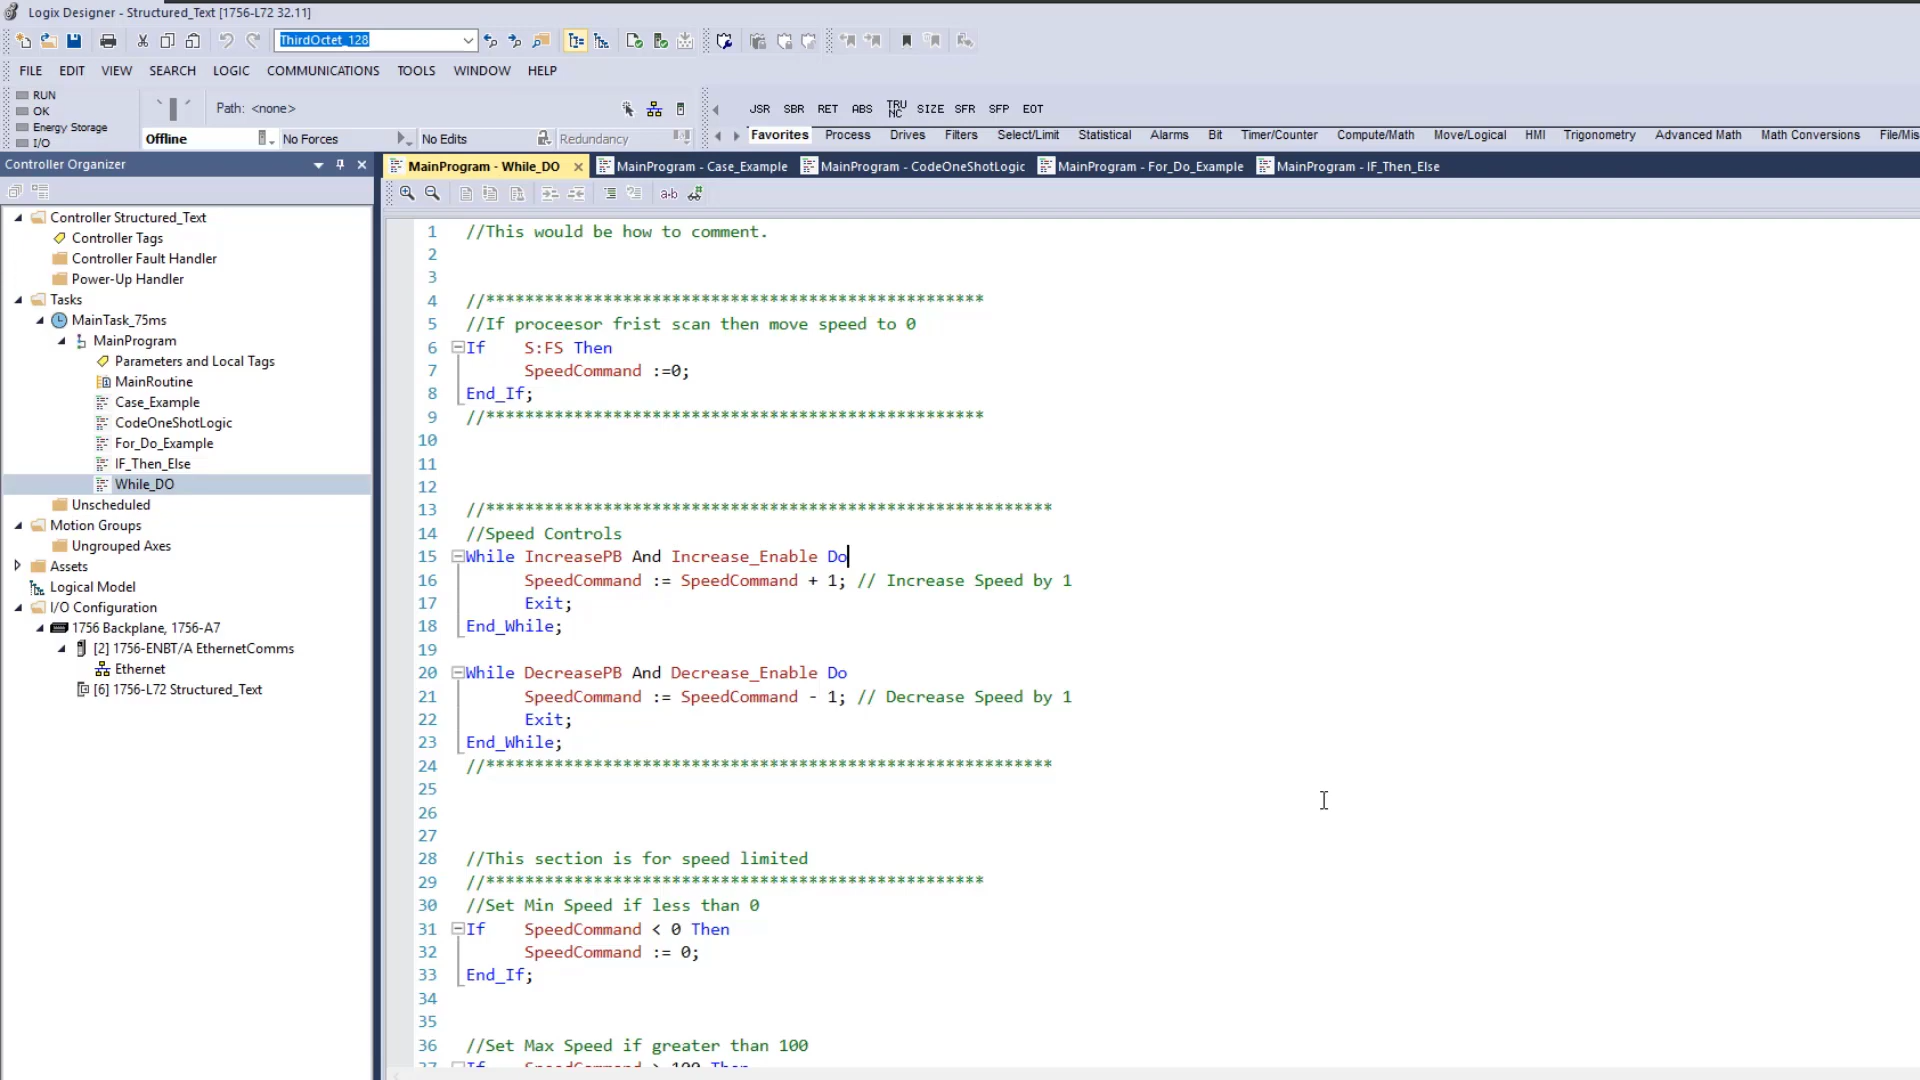 Logix Designer - Structured_Text [1756-L72 32.11]
ThirdOctet_128
FILE EDIT VIEW SEARCH LOGIC COMMUNICATIONS TOOLS WINDOW HELP
RUN
OK
Energy Storage
I/O
Path: <none>
Offline No Forces No Edits Redundancy
JSR SBR RET ABS TRUNC SIZE SFR SFP EOT
Favorites Process Drives Filters Select/Limit Statistical Alarms Bit Timer/Counter Compute/Math Move/Logical HMI Trigonometry Advanced Math Math Conversions File/Mis
Controller Organizer
Controller Structured_Text
Controller Tags
Controller Fault Handler
Power-Up Handler
Tasks
MainTask_75ms
MainProgram
Parameters and Local Tags
MainRoutine
Case_Example
CodeOneShotLogic
For_Do_Example
IF_Then_Else
While_DO
Unscheduled
Motion Groups
Ungrouped Axes
Assets
Logical Model
I/O Configuration
1756 Backplane, 1756-A7
[2] 1756-ENBT/A EthernetComms
Ethernet
[6] 1756-L72 Structured_Text
MainProgram - While_DO MainProgram - Case_Example MainProgram - CodeOneShotLogic MainProgram - For_Do_Example MainProgram - IF_Then_Else
a-b
1 //This would be how to comment.
2
3
4 //***************************************************
5 //If proceesor frist scan then move speed to 0
6 If S:FS Then
7 SpeedCommand :=0;
8 End_If;
9 //***************************************************
10
11
12
13 //**********************************************************
14 //Speed Controls
15 While IncreasePB And Increase_Enable Do
16 SpeedCommand := SpeedCommand + 1; // Increase Speed by 1
17 Exit;
18 End_While;
19
20 While DecreasePB And Decrease_Enable Do
21 SpeedCommand := SpeedCommand - 1; // Decrease Speed by 1
22 Exit;
23 End_While;
24 //**********************************************************
25
26
27
28 //This section is for speed limited
29 //***************************************************
30 //Set Min Speed if less than 0
31 If SpeedCommand < 0 Then
32 SpeedCommand := 0;
33 End_If;
34
35
36 //Set Max Speed if greater than 100
37 If SpeedCommand > 100 Then